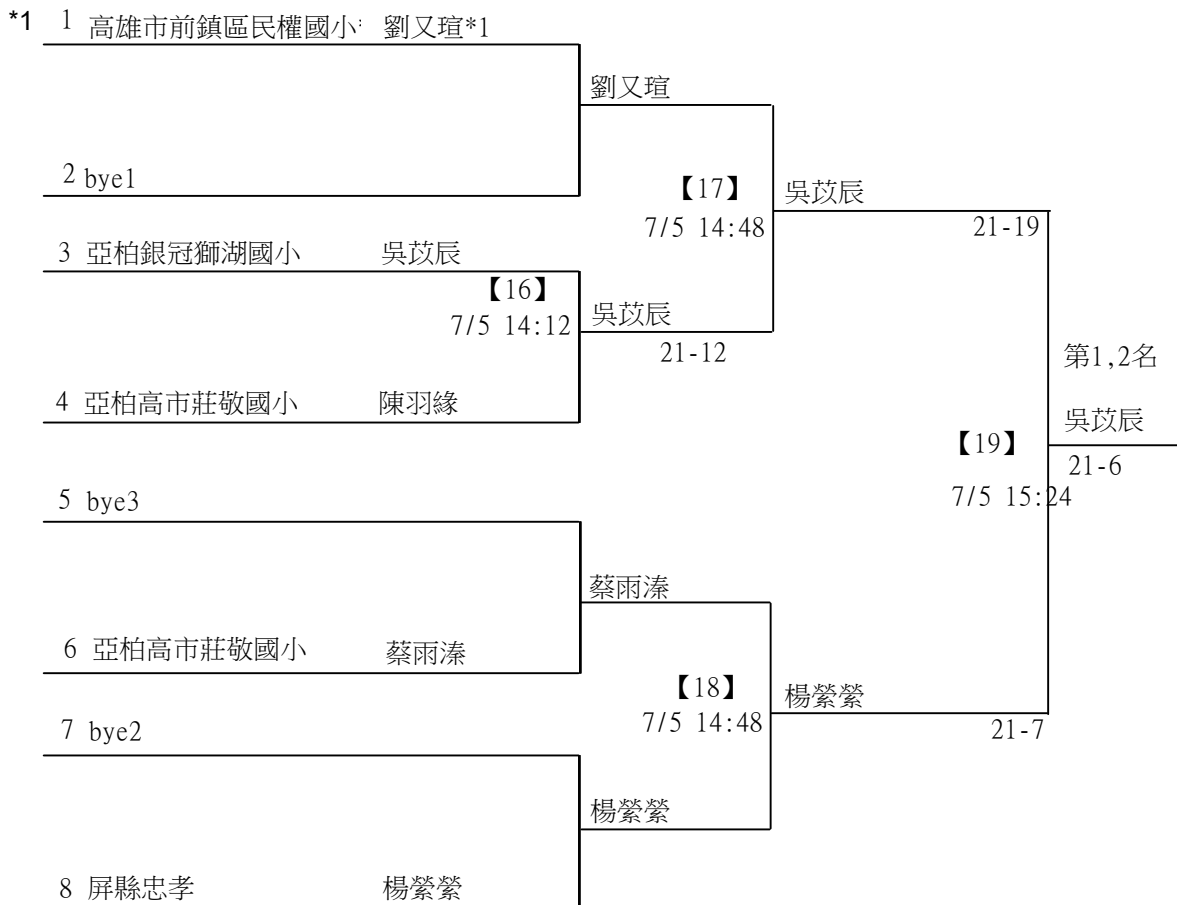 *1 1 高雄市前鎮區民權國小 劉又瑄*1
劉又瑄
2 bye1
【17】 吳苡辰
7/5 14:48 21-19
3 亞柏銀冠獅湖國小 吳苡辰
【16】
7/5 14:12 吳苡辰
21-12
第1,2名
4 亞柏高市莊敬國小 陳羽緣
吳苡辰
【19】
21-6
7/5 15:24
5 bye3
蔡雨溱
6 亞柏高市莊敬國小 蔡雨溱
【18】 楊縈縈
7/5 14:48 21-7
7 bye2
楊縈縈
8 屏縣忠孝 楊縈縈